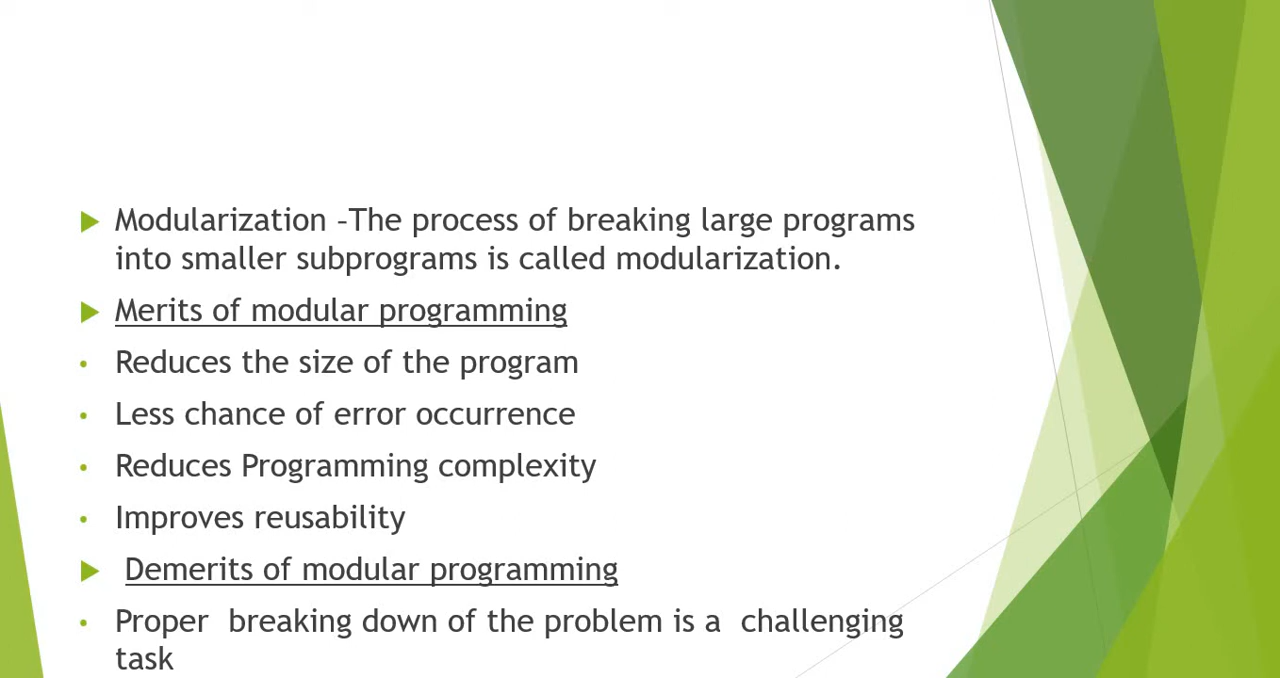 Modularization –The process of breaking large programs
into smaller subprograms is called modularization.
Merits of modular programming
Reduces the size of the program
Less chance of error occurrence
Reduces Programming complexity
Improves reusability
Demerits of modular programming
Proper  breaking down of the problem is a  challenging
task